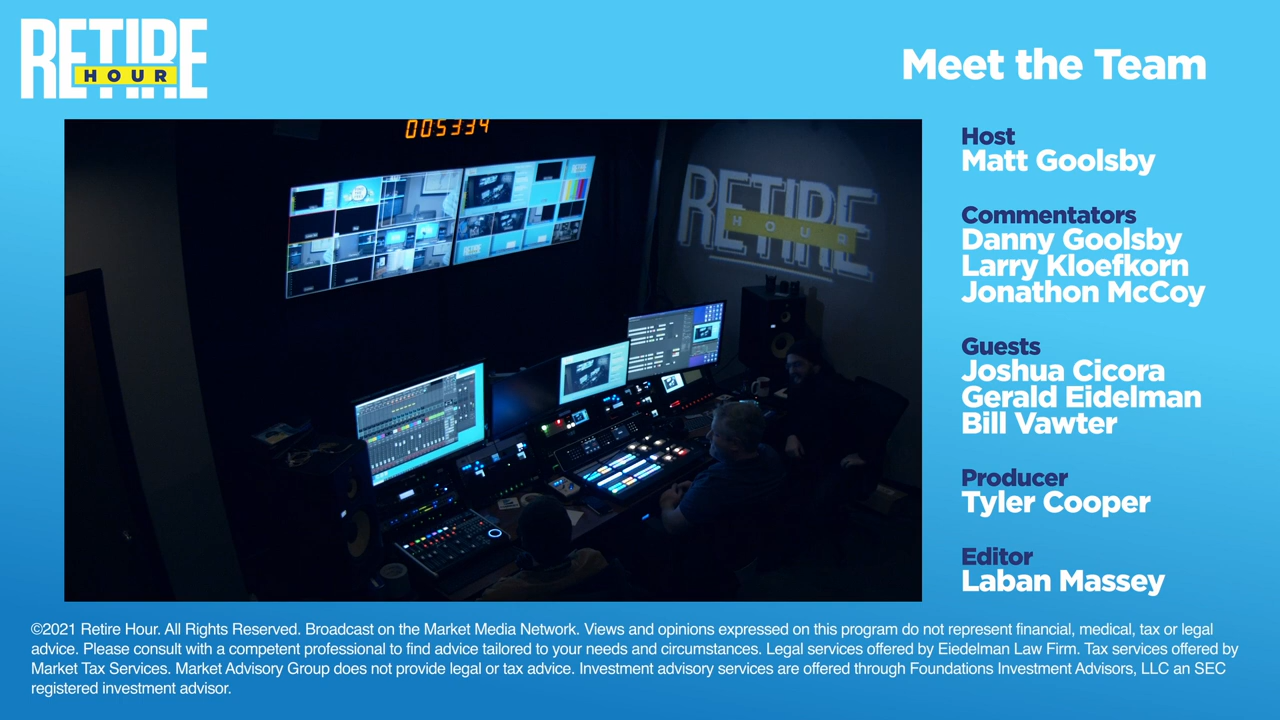 RETIRE
HOUR
Meet the Team
005334
RETIRE
HOUR
Host
Matt Goolsby
Commentators
Danny Goolsby
Larry Kloefkorn
Jonathon McCoy
Guests
Joshua Cicora
Gerald Eidelman
Bill Vawter
Producer
Tyler Cooper
Editor
Laban Massey
©2021 Retire Hour. All Rights Reserved. Broadcast on the Market Media Network. Views and opinions expressed on this program do not represent financial, medical, tax or legal
advice. Please consult with a competent professional to find advice tailored to your needs and circumstances. Legal services offered by Eiedelman Law Firm. Tax services offered by
Market Tax Services. Market Advisory Group does not provide legal or tax advice. Investment advisory services are offered through Foundations Investment Advisors, LLC an SEC
registered investment advisor.